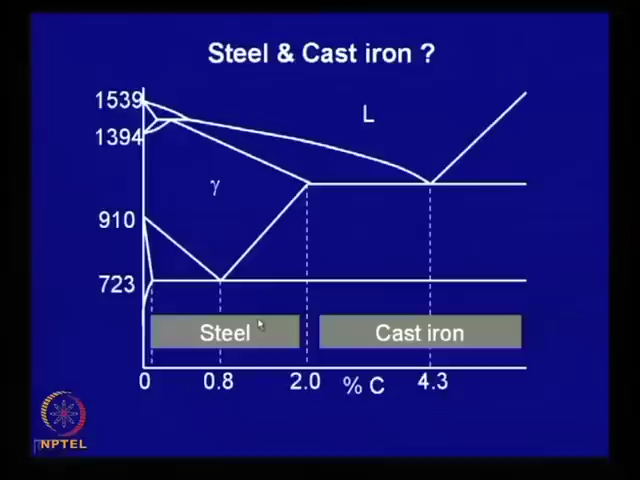 Steel & Cast iron ?
1539
L
1394
γ
910
723
Steel
Cast iron
0
0.8
2.0
% C
4.3
NPTEL